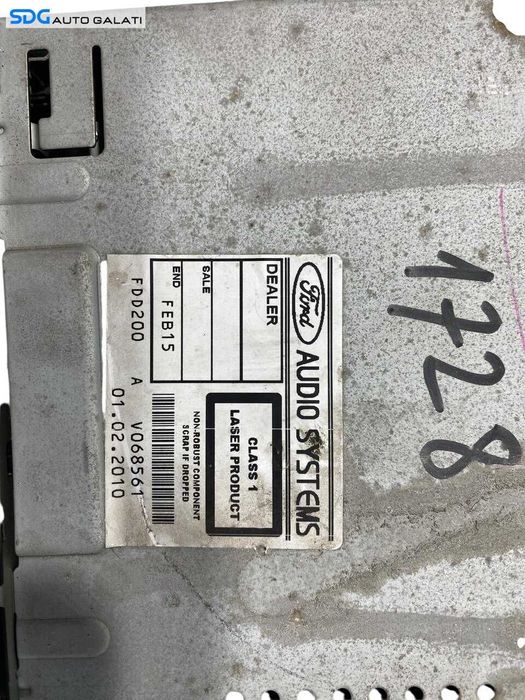 SDG AUTO GALATI
Ford AUDIO SYSTEMS
DEALER
SALE
END FEB15
CLASS 1
LASER PRODUCT
NON-ROBUST COMPONENT
SCRAP IF DROPPED
FDD200 A V068561
01.02.2010
1728